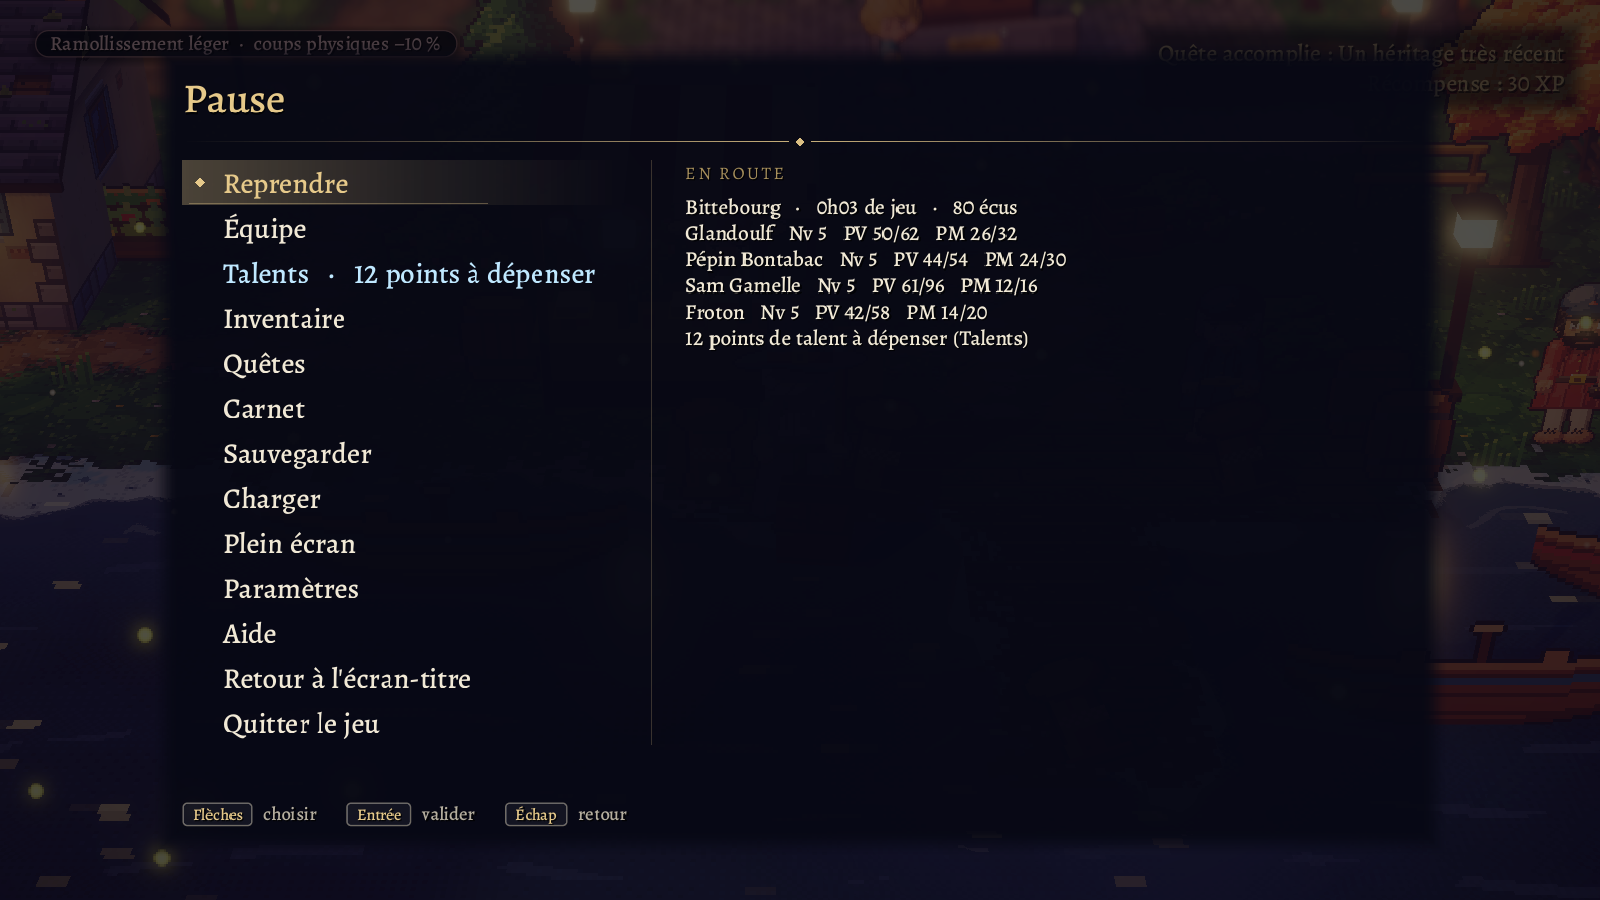 Ramollissement léger · coups physiques −10 %
Quête accomplie : Un héritage très récent
: 30 XP
Pause
Reprendre
Équipe
Talents · 12 points à dépenser
Inventaire
Quêtes
Carnet
Sauvegarder
Charger
Plein écran
Paramètres
Aide
Retour à l'écran-titre
Quitter le jeu
EN ROUTE
Bittebourg · 0h03 de jeu · 80 écus
Glandoulf Nv 5 PV 50/62 PM 26/32
Pépin Bontabac Nv 5 PV 44/54 PM 24/30
Sam Gamelle Nv 5 PV 61/96 PM 12/16
Froton Nv 5 PV 42/58 PM 14/20
12 points de talent à dépenser (Talents)
Flèches choisir Entrée valider Échap retour